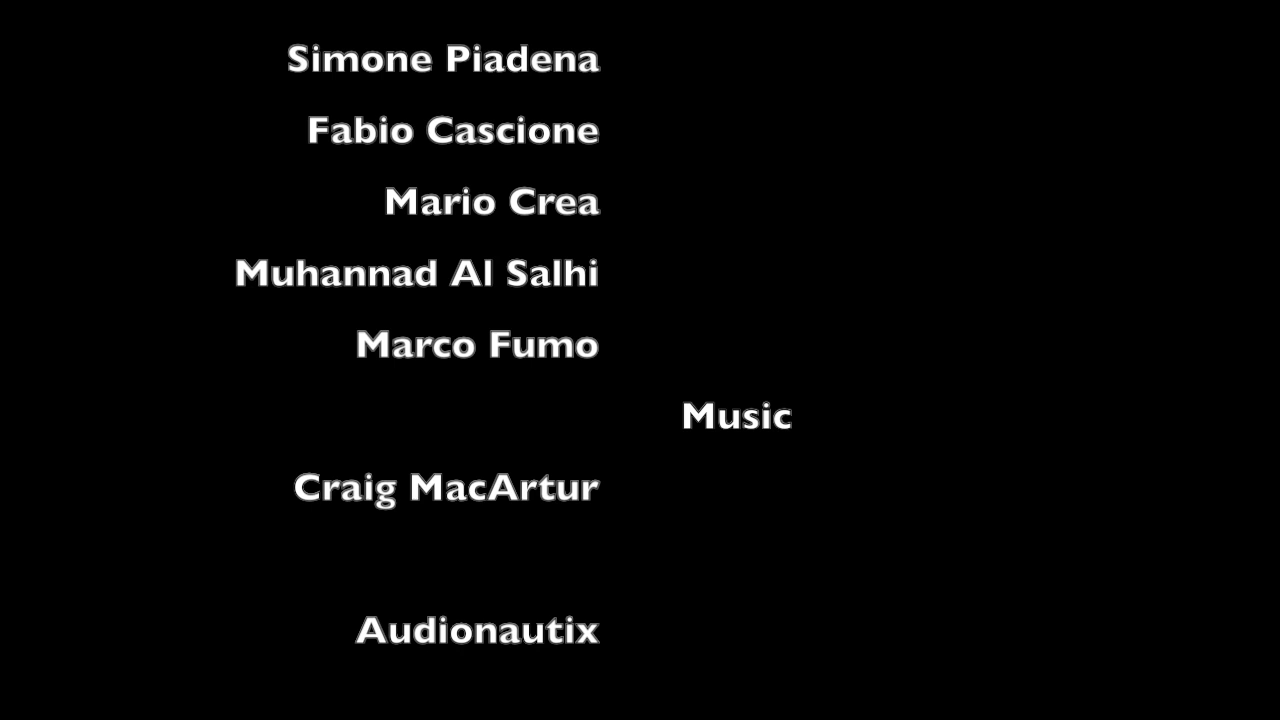 Simone Piadena
Fabio Cascione
Mario Crea
Muhannad Al Salhi
Marco Fumo
Music
Craig MacArtur
Audionautix